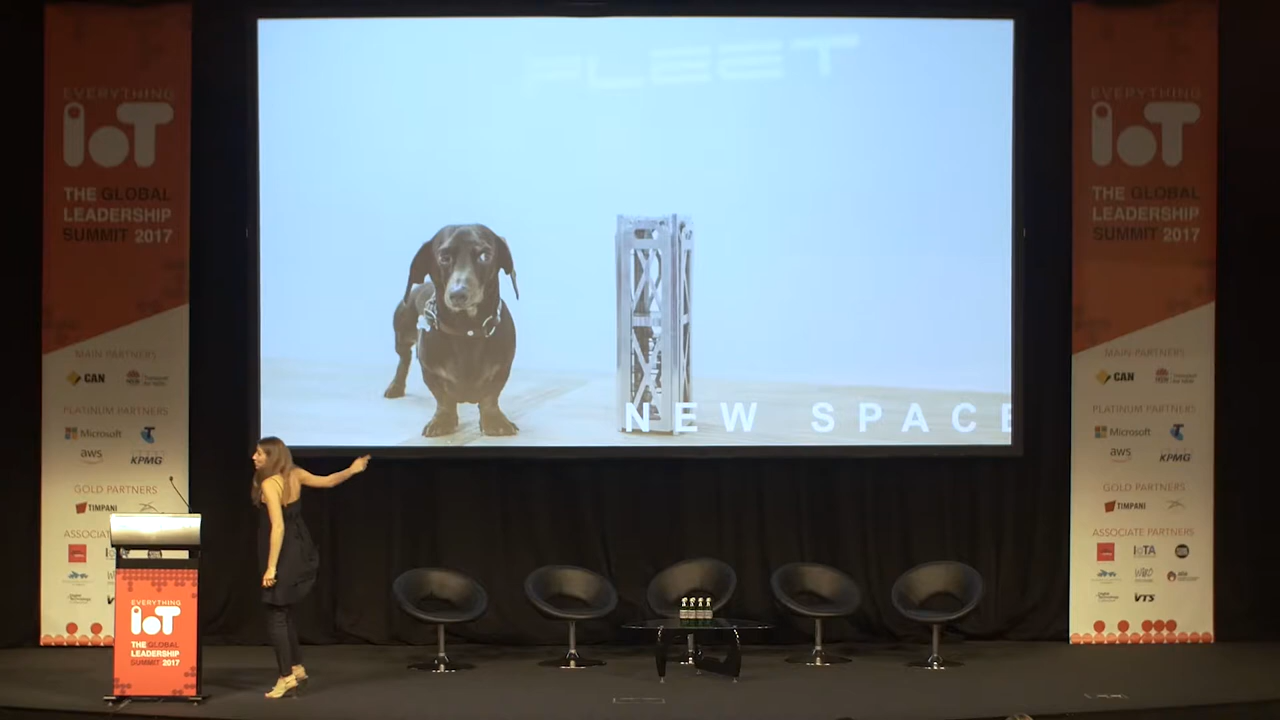 FLEET
NEW SPACE
EVERYTHING
IoT
THE GLOBAL
LEADERSHIP
SUMMIT 2017
MAIN PARTNERS
CAN
PLATINUM PARTNERS
Microsoft
aws
KPMG
GOLD PARTNERS
TIMPANI
EVERYTHING
IoT
THE GLOBAL
LEADERSHIP
SUMMIT 2017
EVERYTHING
IoT
THE GLOBAL
LEADERSHIP
SUMMIT 2017
MAIN PARTNERS
CAN
PLATINUM PARTNERS
Microsoft
aws
KPMG
GOLD PARTNERS
TIMPANI
ASSOCIATE PARTNERS
IoTA
VTS